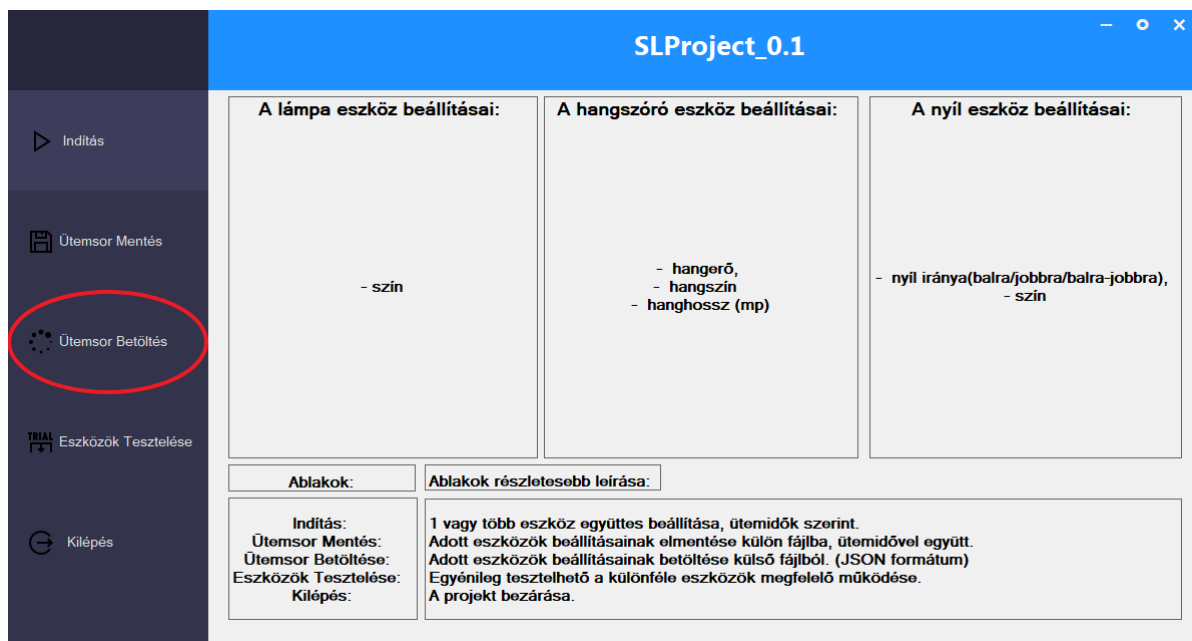 SLProject_0.1
Indítás
Ütemsor Mentés
Ütemsor Betöltés
TRIAL
Eszközök Tesztelése
Kilépés
A lámpa eszköz beállításai:
- szín
A hangszóró eszköz beállításai:
- hangerő,
- hangszín
- hanghossz (mp)
A nyíl eszköz beállításai:
- nyíl iránya(balra/jobbra/balra-jobbra),
- szín
Ablakok:
Ablakok részletesebb leírása:
Indítás:
Ütemsor Mentés:
Ütemsor Betöltése:
Eszközök Tesztelése:
Kilépés:
1 vagy több eszköz együttes beállítása, ütemidők szerint.
Adott eszközök beállításainak elmentése külön fájlba, ütemidővel együtt.
Adott eszközök beállításainak betöltése külső fájlból. (JSON formátum)
Egyénileg tesztelhető a különféle eszközök megfelelő működése.
A projekt bezárása.